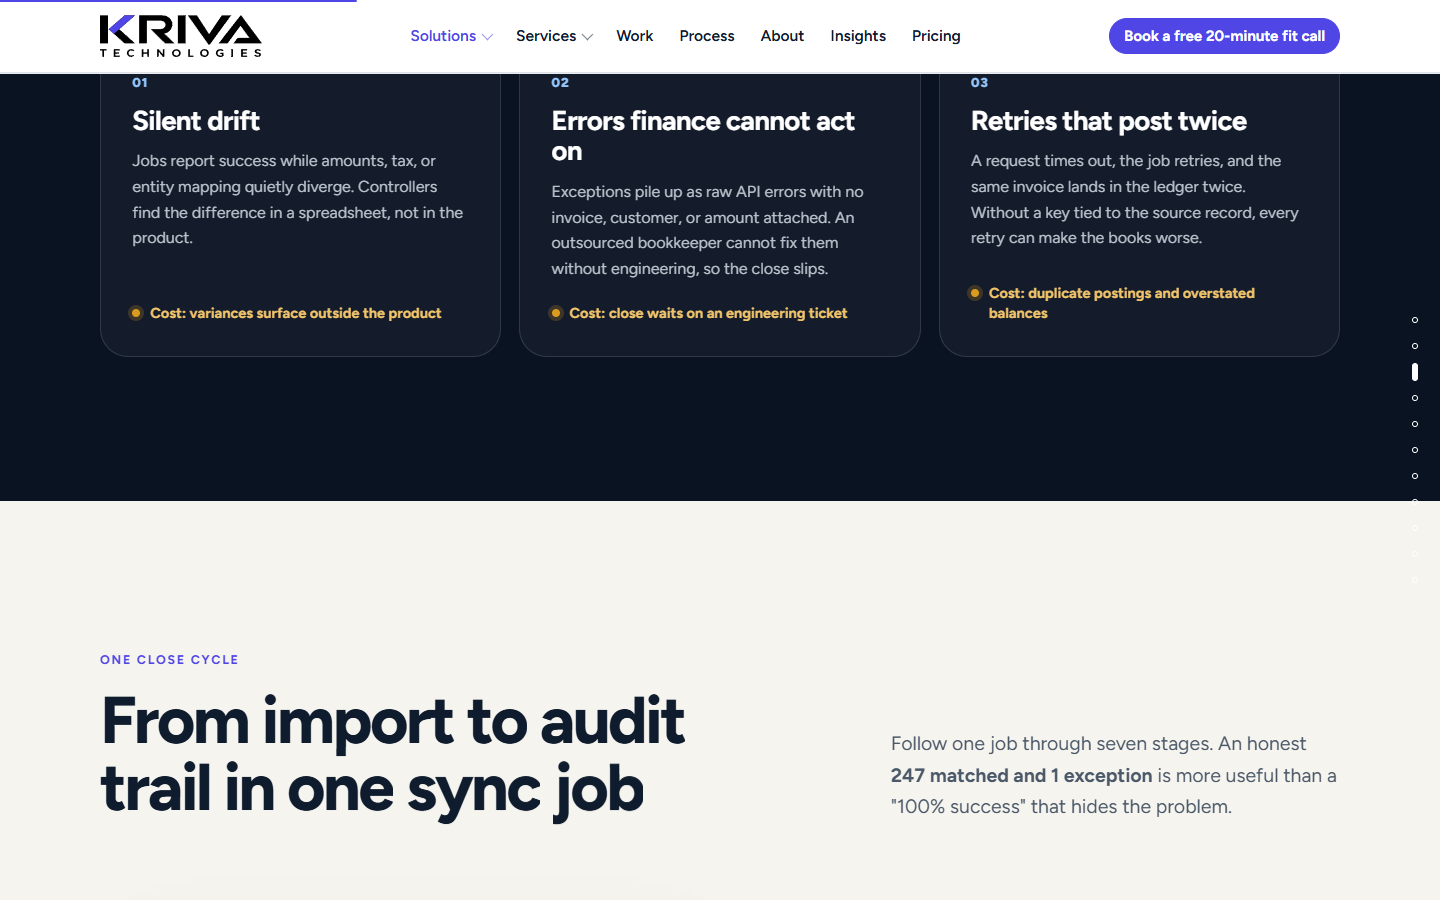 KRIVA
TECHNOLOGIES
Solutions
Services
Work
Process
About
Insights
Pricing
Book a free 20-minute fit call
01
Silent drift
Jobs report success while amounts, tax, or
entity mapping quietly diverge. Controllers
find the difference in a spreadsheet, not in the
product.
Cost: variances surface outside the product
02
Errors finance cannot act
on
Exceptions pile up as raw API errors with no
invoice, customer, or amount attached. An
outsourced bookkeeper cannot fix them
without engineering, so the close slips.
Cost: close waits on an engineering ticket
03
Retries that post twice
A request times out, the job retries, and the
same invoice lands in the ledger twice.
Without a key tied to the source record, every
retry can make the books worse.
Cost: duplicate postings and overstated
balances
ONE CLOSE CYCLE
From import to audit
trail in one sync job
Follow one job through seven stages. An honest
247 matched and 1 exception is more useful than a
"100% success" that hides the problem.